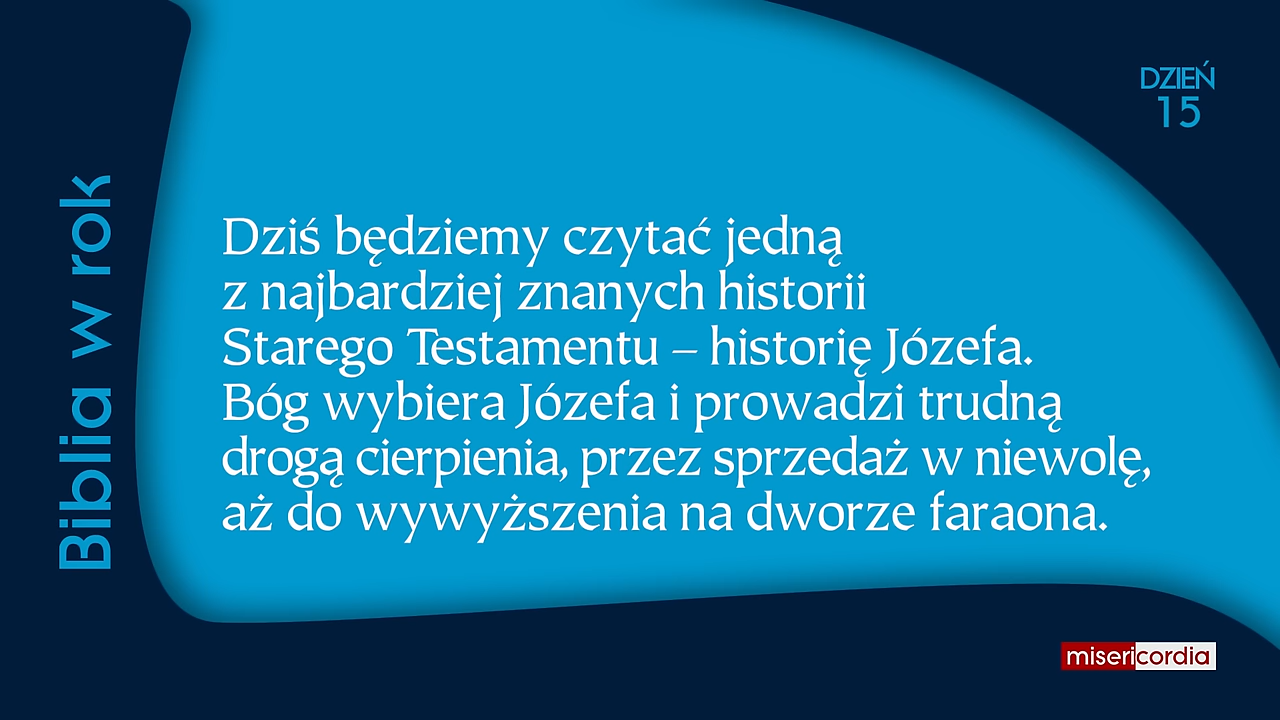 Biblia w rok
DZIEŃ
15
Dziś będziemy czytać jedną
z najbardziej znanych historii
Starego Testamentu – historię Józefa.
Bóg wybiera Józefa i prowadzi trudną
drogą cierpienia, przez sprzedaż w niewolę,
aż do wywyższenia na dworze faraona.
misericordia